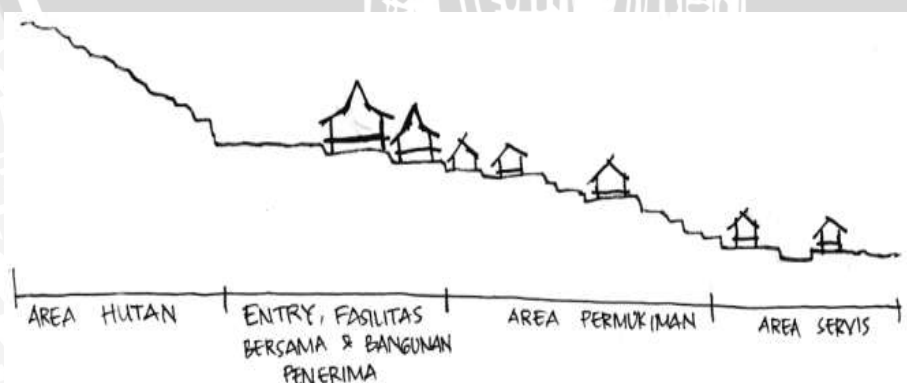 AREA HUTAN
ENTRY, FASILITAS
BERSAMA & BANGUNAN
PENERIMA
AREA PERMUKIMAN
AREA SERVIS